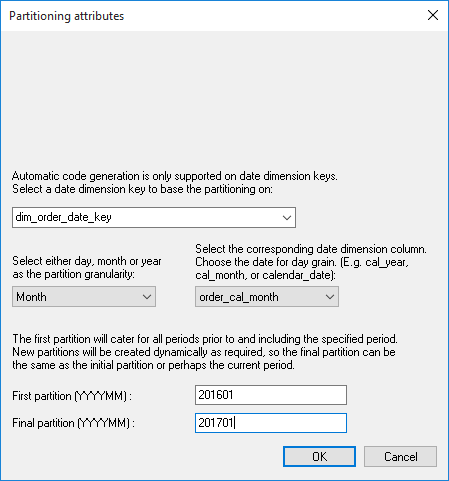 Partitioning attributes
Automatic code generation is only supported on date dimension keys.
Select a date dimension key to base the partitioning on:
dim_order_date_key
Select either day, month or year
as the partition granularity:
Month
Select the corresponding date dimension column.
Choose the date for day grain. (E.g. cal_year,
cal_month, or calendar_date):
order_cal_month
The first partition will cater for all periods prior to and including the specified period.
New partitions will be created dynamically as required, so the final partition can be
the same as the initial partition or perhaps the current period.
First partition (YYYYMM) :
201601
Final partition (YYYYMM) :
201701
OK
Cancel